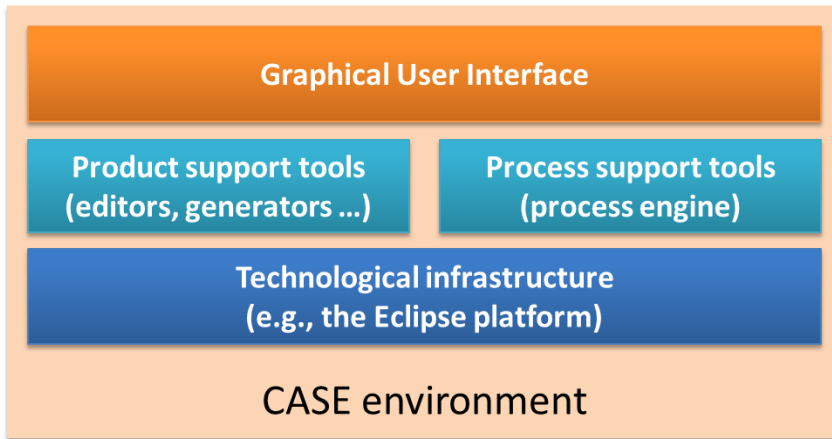 Graphical User Interface
Product support tools
(editors, generators …)
Process support tools
(process engine)
Technological infrastructure
(e.g., the Eclipse platform)
CASE environment